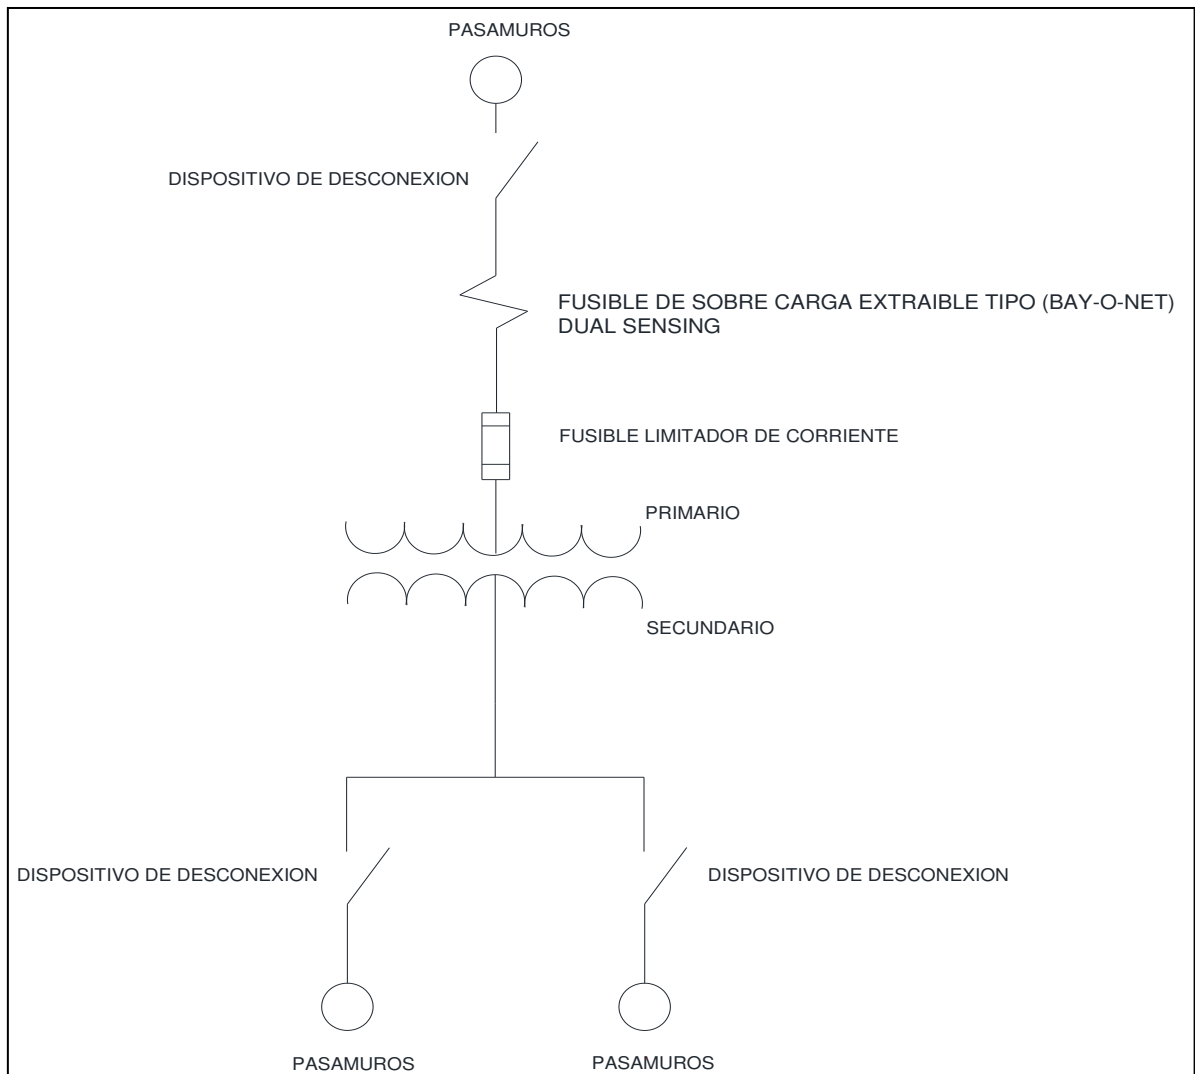 PASAMUROS
DISPOSITIVO DE DESCONEXION
FUSIBLE DE SOBRE CARGA EXTRAIBLE TIPO (BAY-O-NET)
DUAL SENSING
FUSIBLE LIMITADOR DE CORRIENTE
PRIMARIO
SECUNDARIO
DISPOSITIVO DE DESCONEXION
DISPOSITIVO DE DESCONEXION
PASAMUROS
PASAMUROS